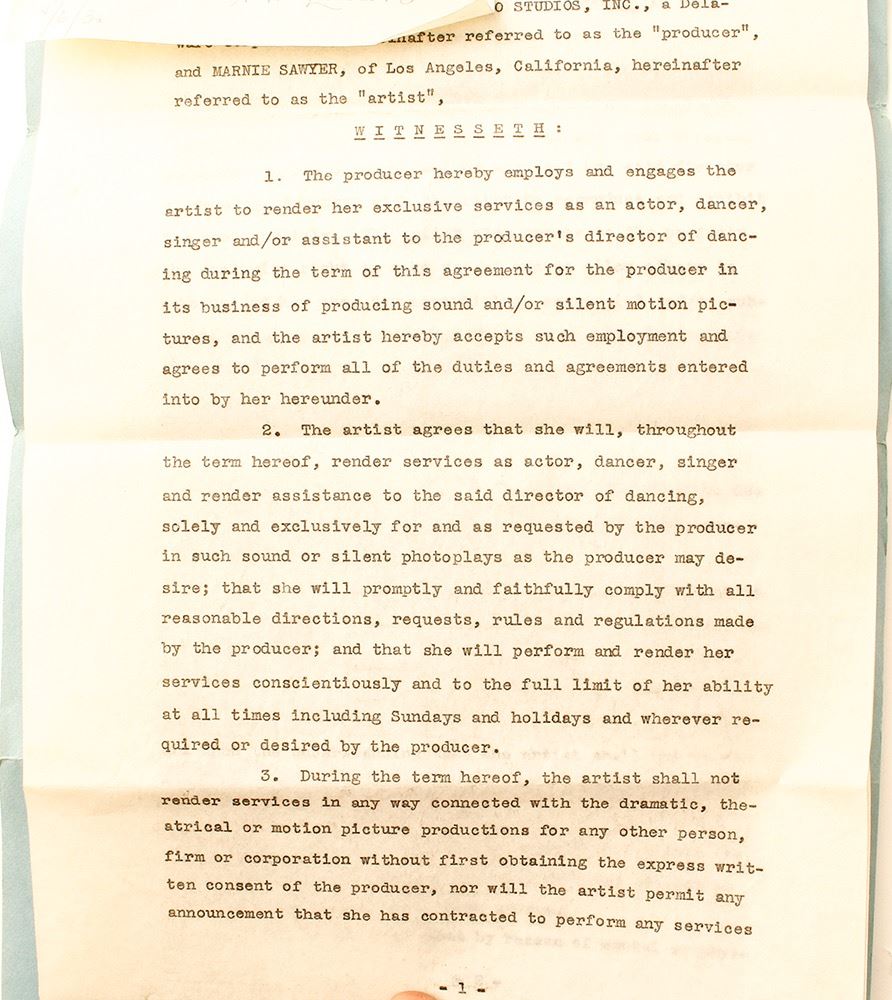 O STUDIOS, INC., a Dela-
referred to as the "producer",
and MARNIE SAWYER, of Los Angeles, California, hereinafter
referred to as the "artist",
W I T N E S S E T H :
1. The producer hereby employs and engages the
artist to render her exclusive services as an actor, dancer,
singer and/or assistant to the producer's director of danc-
ing during the term of this agreement for the producer in
its business of producing sound and/or silent motion pic-
tures, and the artist hereby accepts such employment and
agrees to perform all of the duties and agreements entered
into by her hereunder.
2. The artist agrees that she will, throughout
the term hereof, render services as actor, dancer, singer
and render assistance to the said director of dancing,
solely and exclusively for and as requested by the producer
in such sound or silent photoplays as the producer may de-
sire; that she will promptly and faithfully comply with all
reasonable directions, requests, rules and regulations made
by the producer; and that she will perform and render her
services conscientiously and to the full limit of her ability
at all times including Sundays and holidays and wherever re-
quired or desired by the producer.
3. During the term hereof, the artist shall not
render services in any way connected with the dramatic, the-
atrical or motion picture productions for any other person,
firm or corporation without first obtaining the express writ-
ten consent of the producer, nor will the artist permit any
announcement that she has contracted to perform any services
- 1 -